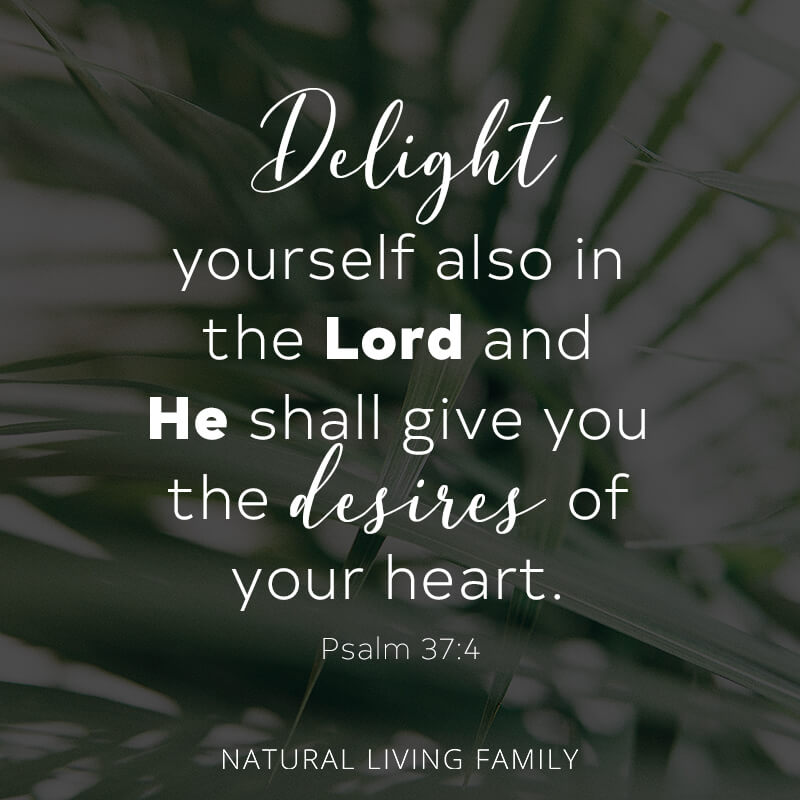 Delight
yourself also in
the Lord and
He shall give you
the desires of
your heart.
Psalm 37:4
NATURAL LIVING FAMILY